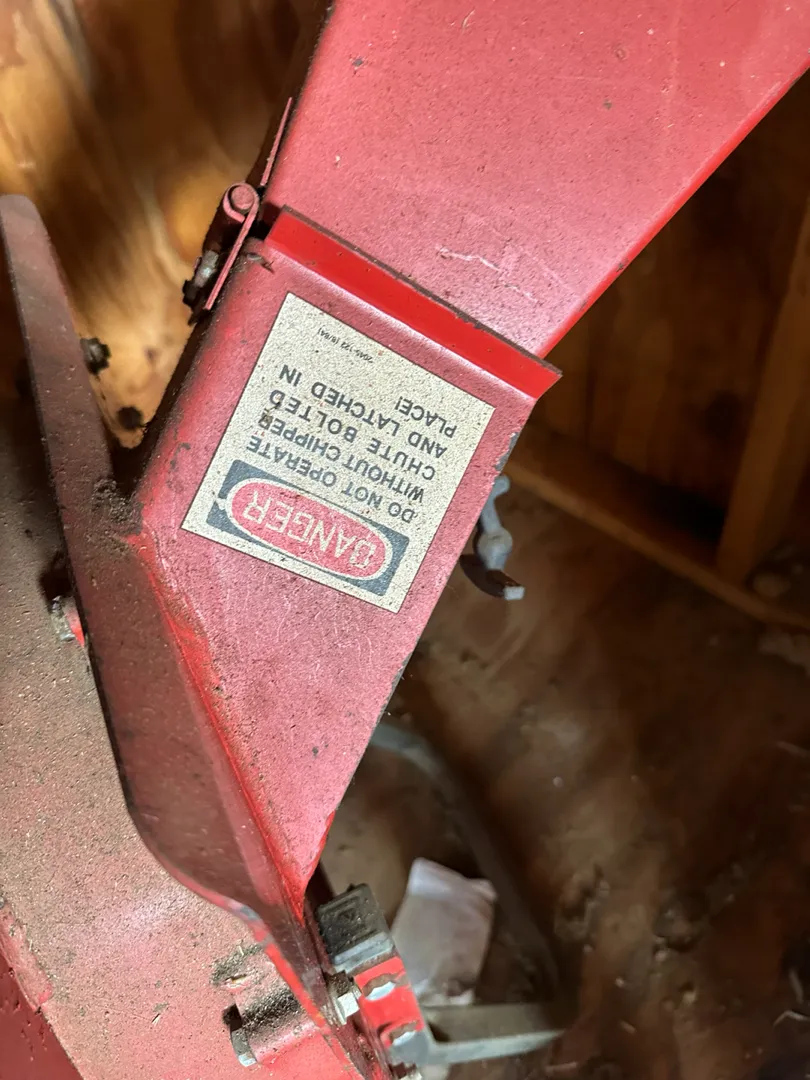 DANGER
DO NOT OPERATE
WITHOUT CHIPPER
CHUTE BOLTED
AND LATCHED IN
PLACE!